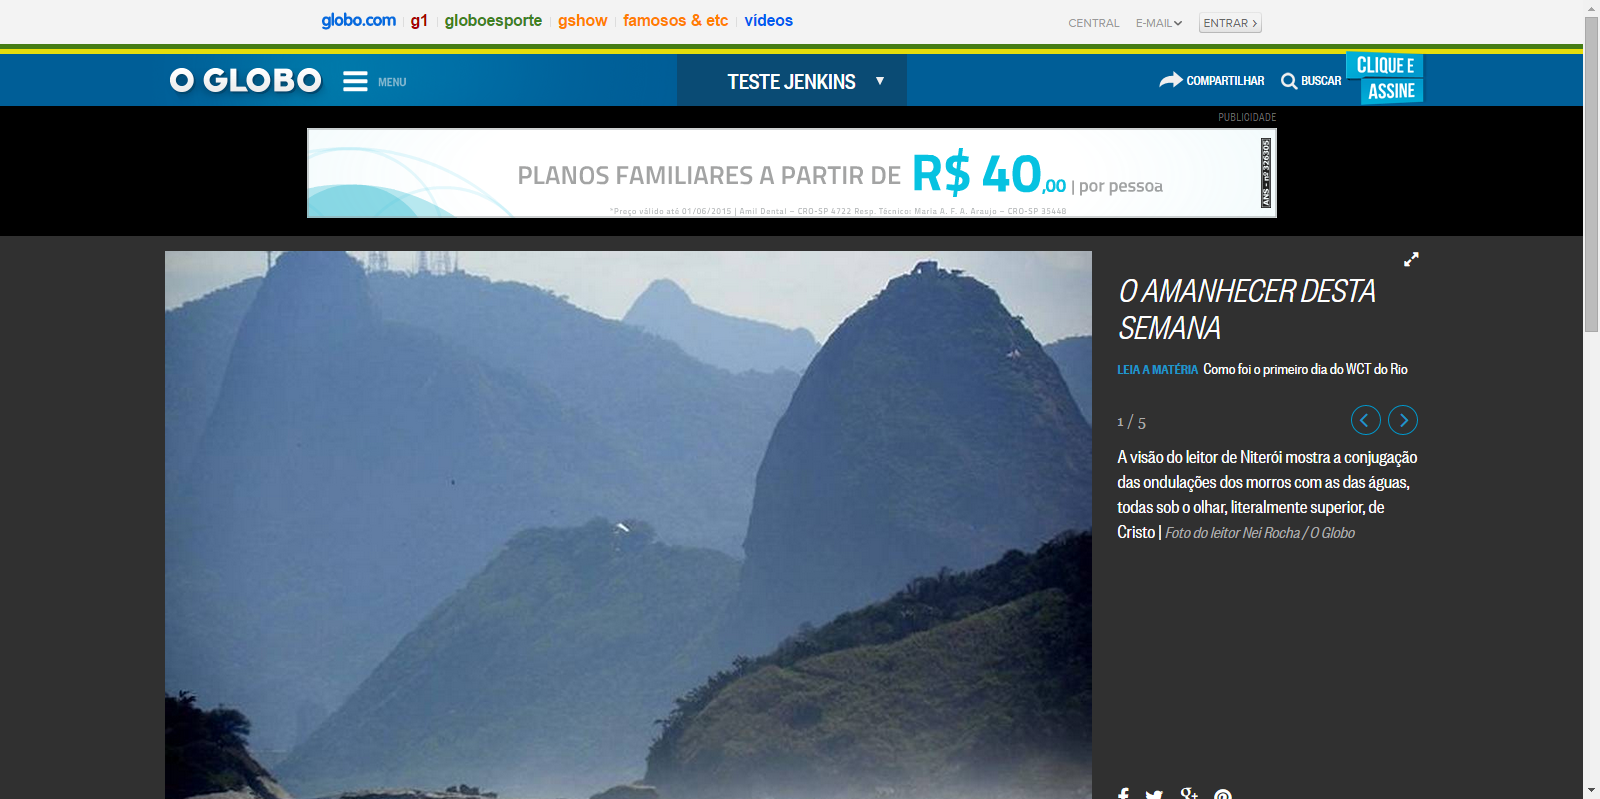 globo.com g1 globoesporte gshow famosos & etc vídeos CENTRAL E-MAIL ENTRAR
O GLOBO MENU TESTE JENKINS COMPARTILHAR BUSCAR CLIQUE E
ASSINE
PUBLICIDADE
PLANOS FAMILIARES A PARTIR DE R$ 40,00 | por pessoa
ANS - nº 326305
*Preço válido até 01/06/2015 | Amil Dental – CRO-SP 4722 Resp. Técnico: Maria A. F. A. Araujo – CRO-SP 35448
O AMANHECER DESTA
SEMANA
LEIA A MATÉRIA Como foi o primeiro dia do WCT do Rio
1 / 5
A visão do leitor de Niterói mostra a conjugação
das ondulações dos morros com as das águas,
todas sob o olhar, literalmente superior, de
Cristo | Foto do leitor Nei Rocha / O Globo